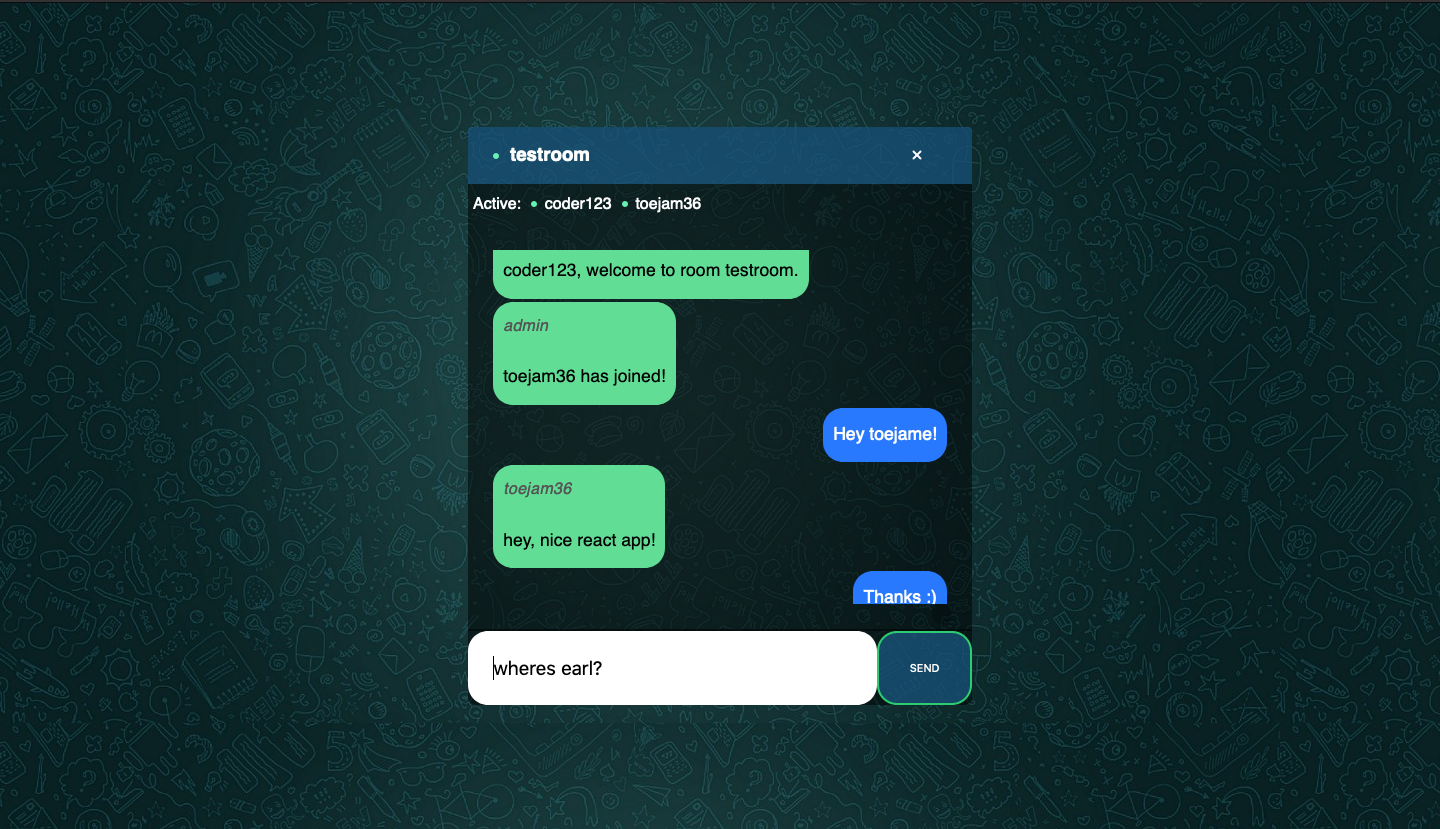 testroom ×
Active: coder123 toejam36
coder123, welcome to room testroom.
admin
toejam36 has joined!
Hey toejame!
toejam36
hey, nice react app!
Thanks :)
wheres earl?
SEND